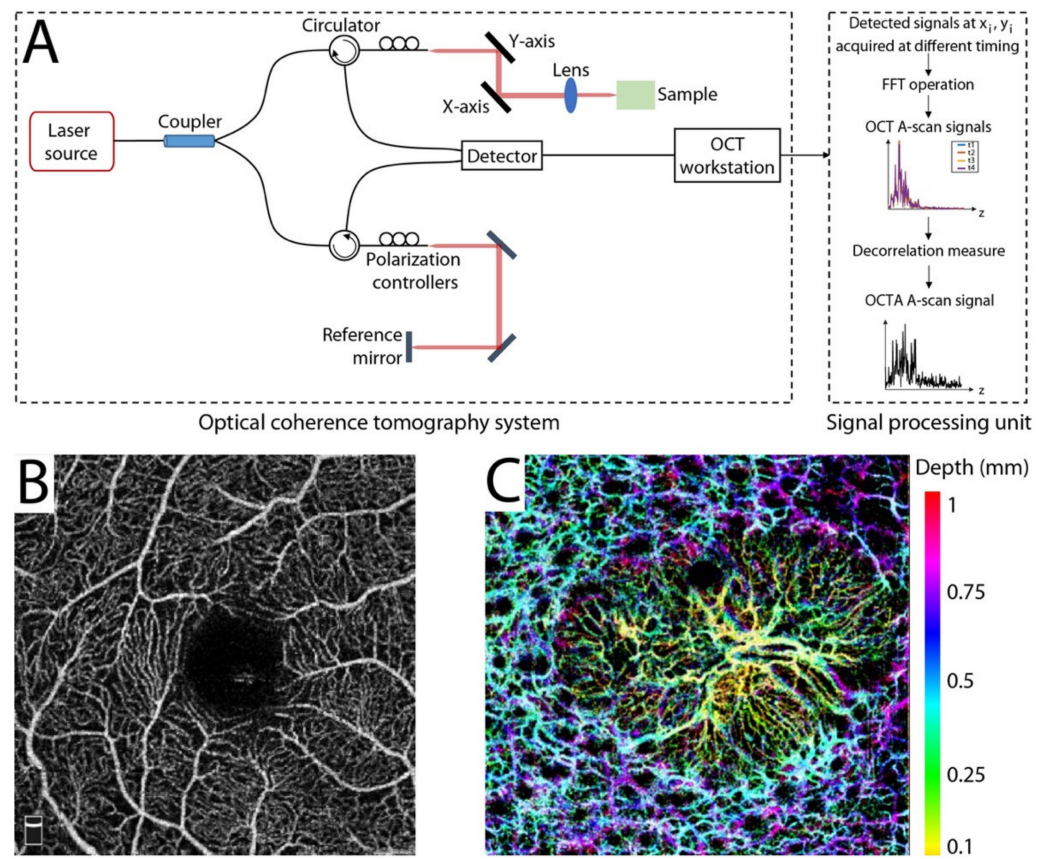 A
Circulator
Y-axis
Lens
X-axis
Sample
Laser
source
Coupler
Detector
OCT
workstation
Polarization
controllers
Reference
mirror
Optical coherence tomography system
Detected signals at xi, yi
acquired at different timing
FFT operation
OCT A-scan signals
t1
t2
t3
t4
z
Decorrelation measure
OCTA A-scan signal
z
Signal processing unit
B
C
Depth (mm)
1
0.75
0.5
0.25
0.1